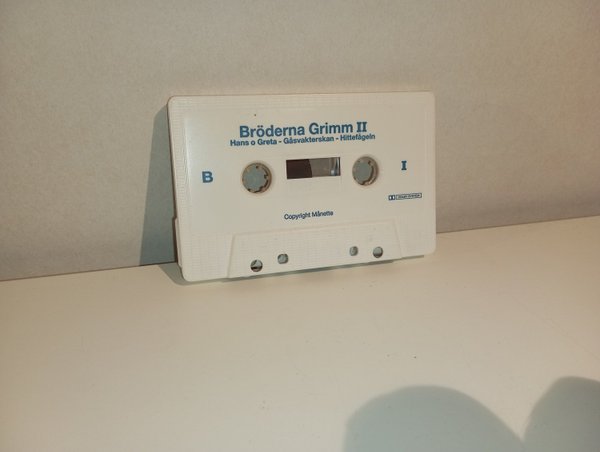 Bröderna Grimm II
Hans o Greta - Gåsvakterskan - Hittefågeln
B
I
Copyright Månette